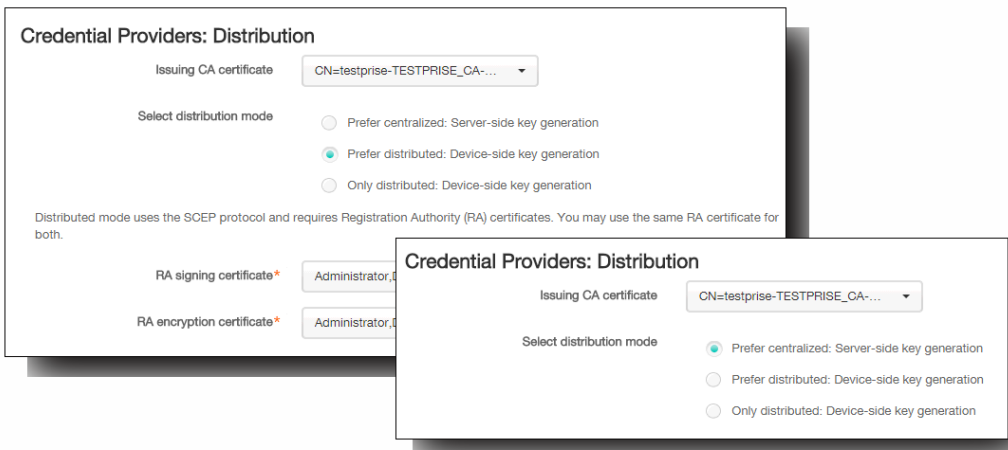 Credential Providers: Distribution
Issuing CA certificate CN=testprise-TESTPRISE_CA-...
Select distribution mode
Prefer centralized: Server-side key generation
Prefer distributed: Device-side key generation
Only distributed: Device-side key generation
Distributed mode uses the SCEP protocol and requires Registration Authority (RA) certificates. You may use the same RA certificate for
both.
RA signing certificate* Administrator,
RA encryption certificate* Administrator,
Credential Providers: Distribution
Issuing CA certificate CN=testprise-TESTPRISE_CA-...
Select distribution mode
Prefer centralized: Server-side key generation
Prefer distributed: Device-side key generation
Only distributed: Device-side key generation